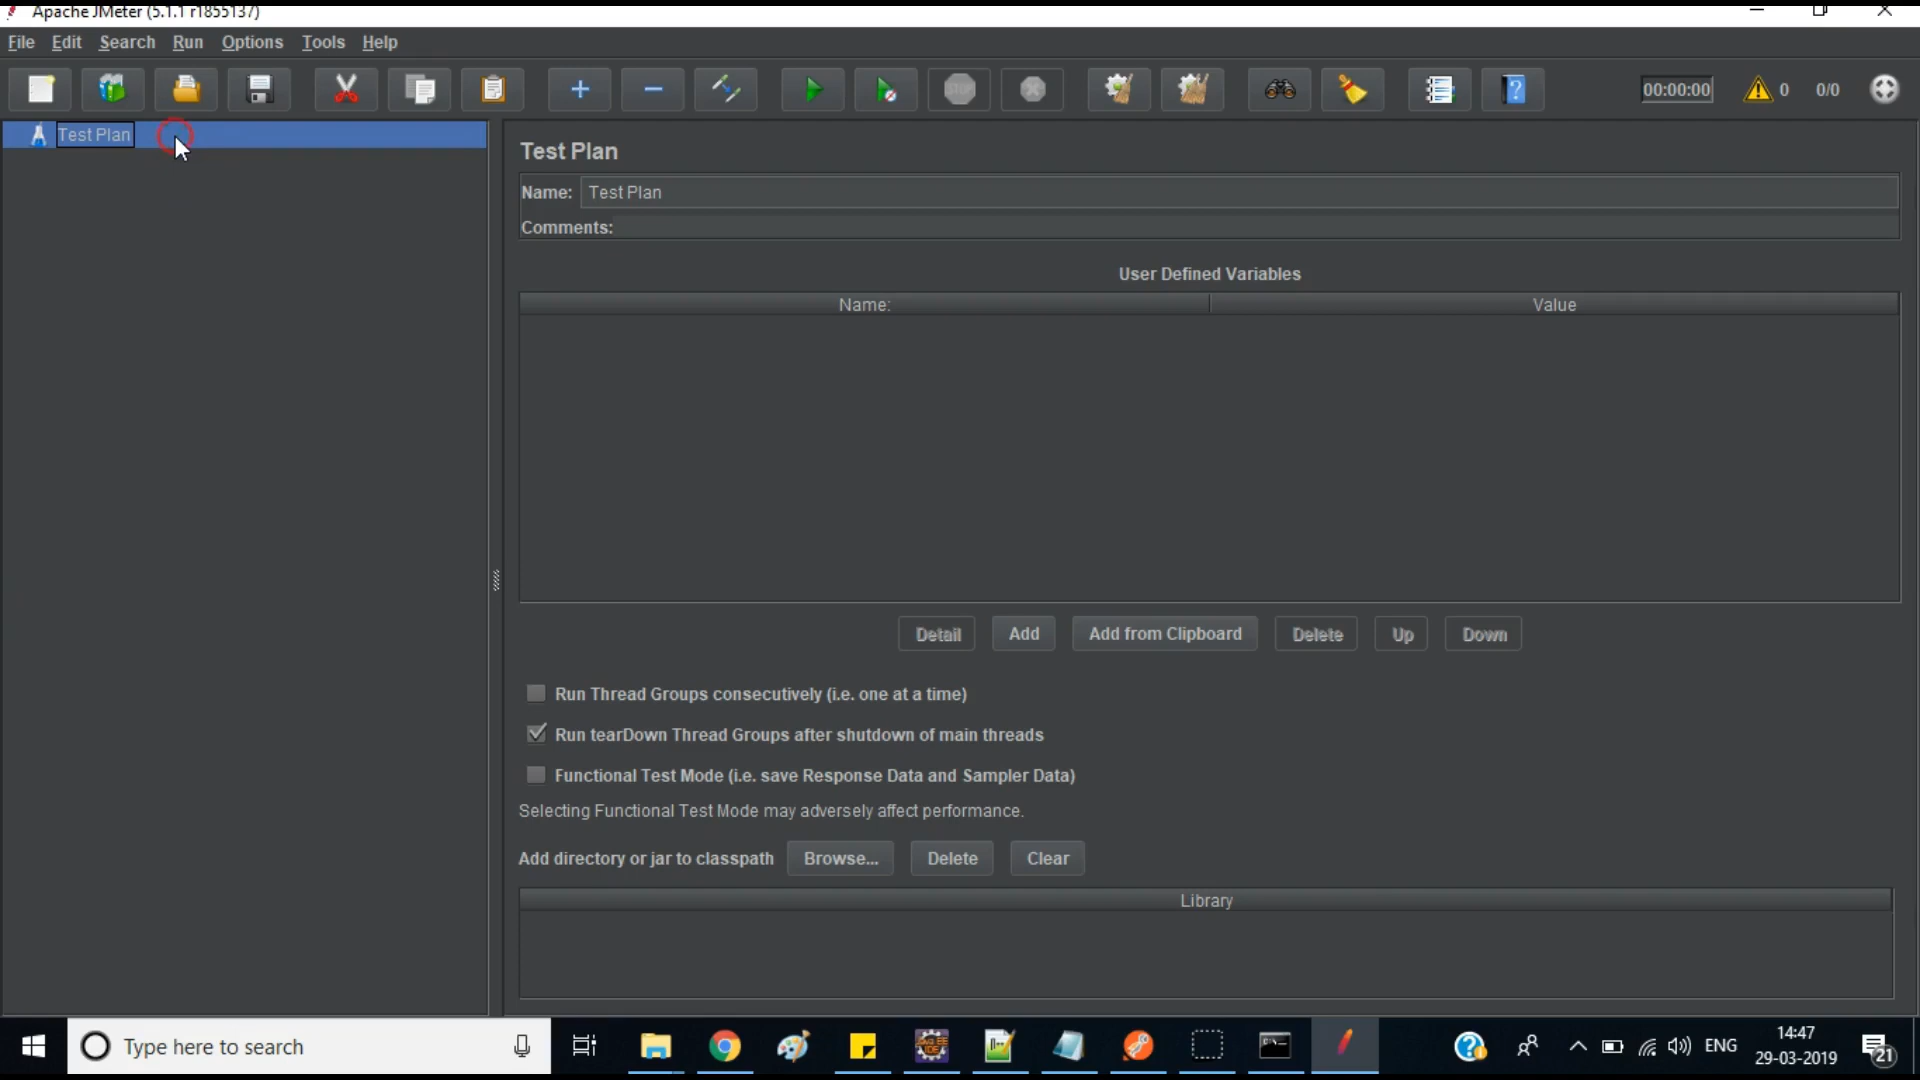 Apache JMeter (5.1.1 r1855137)
File Edit Search Run Options Tools Help
STOP
00:00:00 0 0/0
Test Plan
Test Plan
Name: Test Plan
Comments:
User Defined Variables
Name: Value
Detail Add Add from Clipboard Delete Up Down
Run Thread Groups consecutively (i.e. one at a time)
Run tearDown Thread Groups after shutdown of main threads
Functional Test Mode (i.e. save Response Data and Sampler Data)
Selecting Functional Test Mode may adversely affect performance.
Add directory or jar to classpath Browse... Delete Clear
Library
Type here to search
ENG
14:47
29-03-2019
21